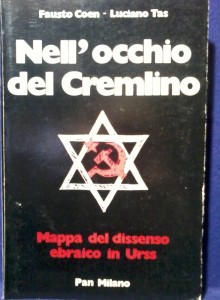 Fausto Coen - Luciano Tas
Nell'occhio
del Cremlino
Mappa del dissenso
ebraico in Urss
Pan Milano